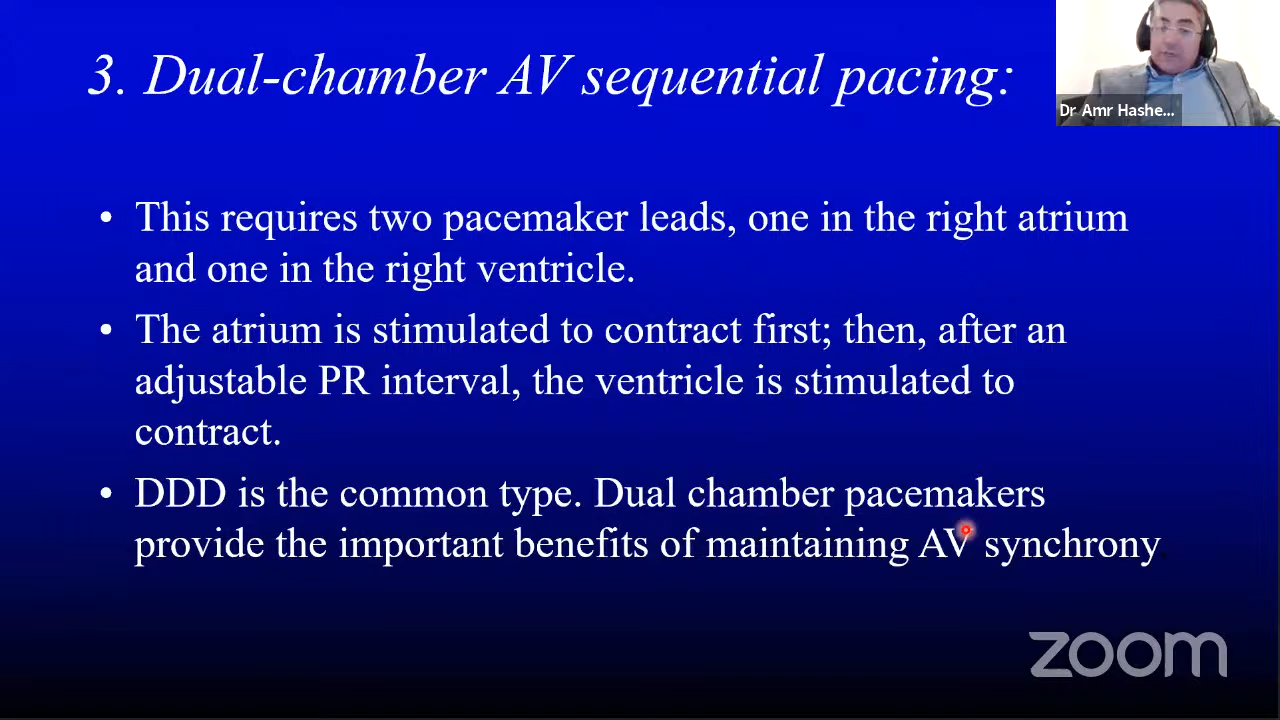 3. Dual-chamber AV sequential pacing:
Dr Amr Hashe...
• This requires two pacemaker leads, one in the right atrium
and one in the right ventricle.
• The atrium is stimulated to contract first; then, after an
adjustable PR interval, the ventricle is stimulated to
contract.
• DDD is the common type. Dual chamber pacemakers
provide the important benefits of maintaining AV synchrony
zoom